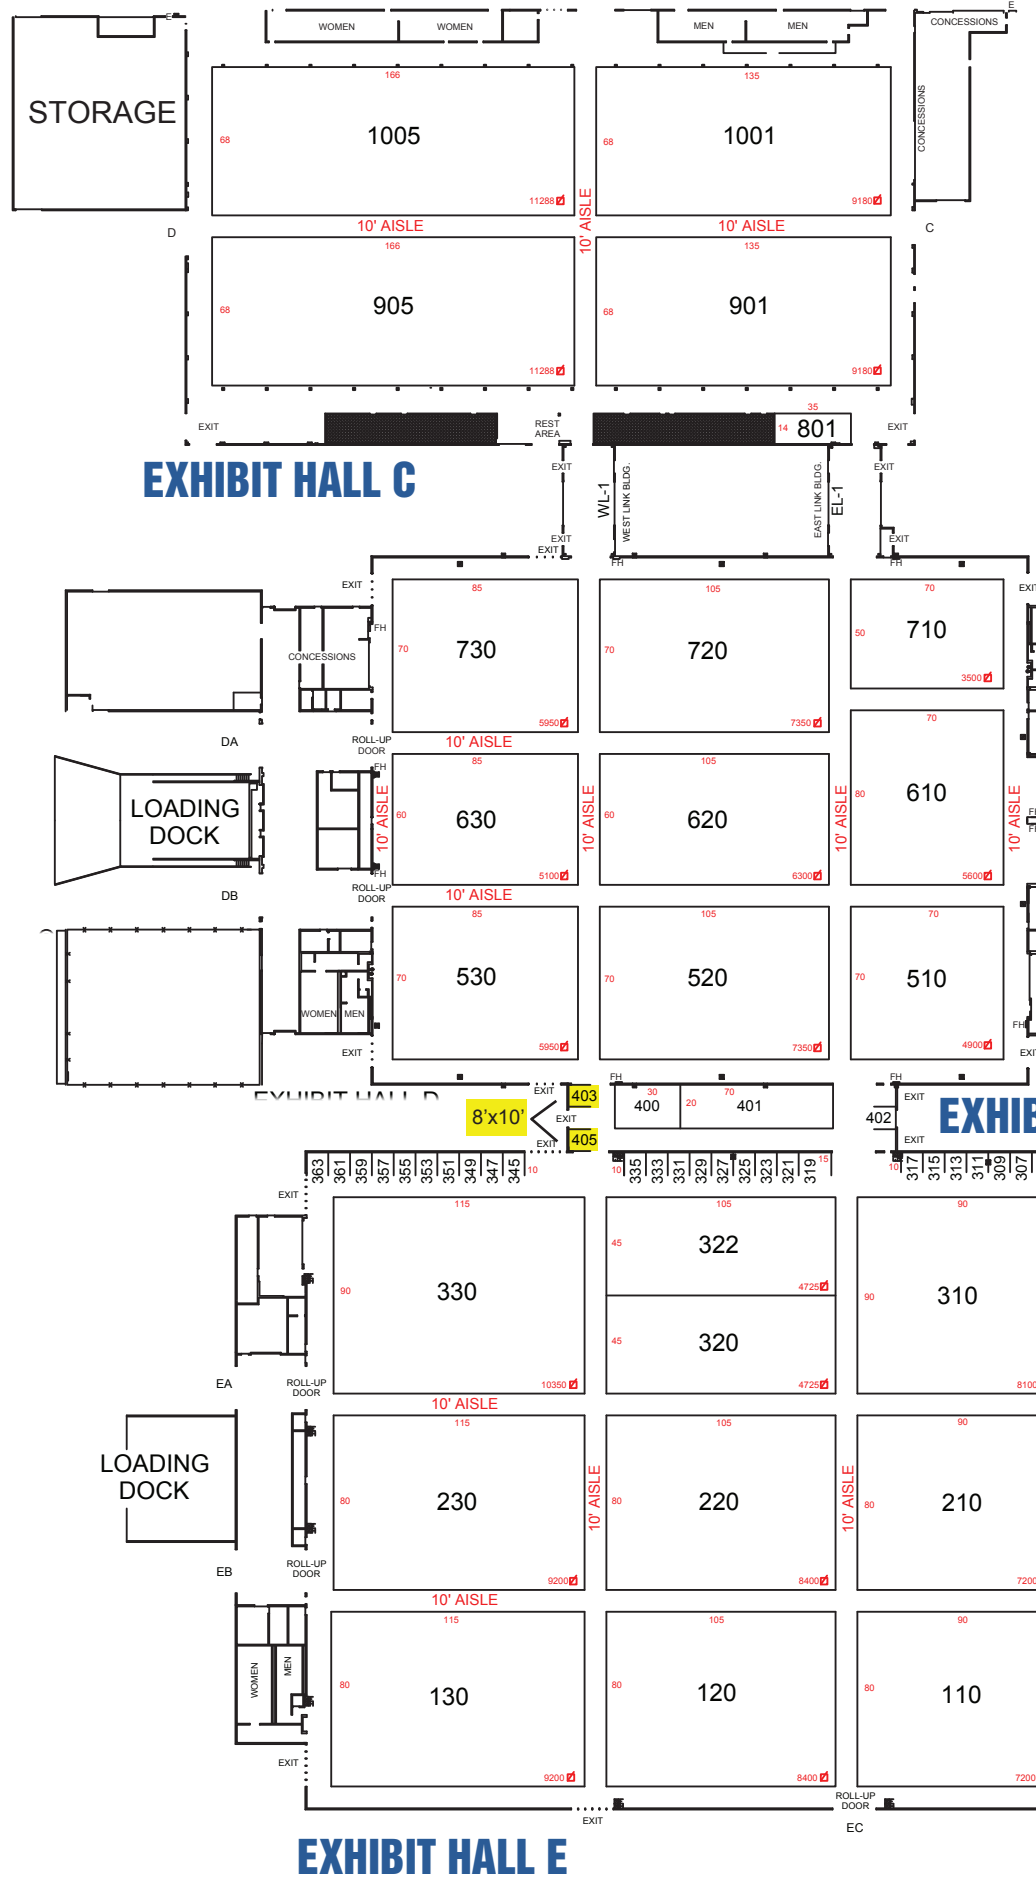 E
WOMEN
WOMEN
MEN
MEN
CONCESSIONS
E
STORAGE
166
68
1005
11288
135
68
1001
9180
CONCESSIONS
D
10' AISLE
10' AISLE
10' AISLE
C
166
68
905
11288
135
68
901
9180
EXIT
REST
AREA
35
14
801
EXIT
EXHIBIT HALL C
EXIT
WL-1
WEST LINK BLDG.
EAST LINK BLDG.
EL-1
EXIT
EXIT
EXIT
EXIT
FH
FH
EXIT
EXIT
85
70
730
5950
105
70
720
7350
70
50
710
3500
FH
CONCESSIONS
DA
ROLL-UP
DOOR
10' AISLE
FH
LOADING
DOCK
10' AISLE
85
60
630
5100
10' AISLE
105
60
620
6300
10' AISLE
70
80
610
5600
10' AISLE
FH
DB
ROLL-UP
DOOR
10' AISLE
85
70
530
5950
105
70
520
7350
70
70
510
4900
WOMEN
MEN
FH
EXIT
EXIT
EXHIBIT HALL D
8'x10'
EXIT
403
EXIT
405
EXIT
FH
30
400
20
70
401
FH
402
EXIT
EXIT
EXHIB
363
361
359
357
355
353
351
349
347
345
10
10
335
333
331
329
327
325
323
321
319
15
10
317
315
313
311
309
307
EXIT
115
90
330
10350
105
45
322
4725
45
320
4725
90
90
310
8100
EA
ROLL-UP
DOOR
10' AISLE
LOADING
DOCK
115
80
230
9200
10' AISLE
105
80
220
8400
10' AISLE
90
80
210
7200
EB
ROLL-UP
DOOR
10' AISLE
WOMEN
MEN
115
80
130
9200
105
80
120
8400
90
80
110
7200
EXIT
EXIT
ROLL-UP
DOOR
EC
EXHIBIT HALL E